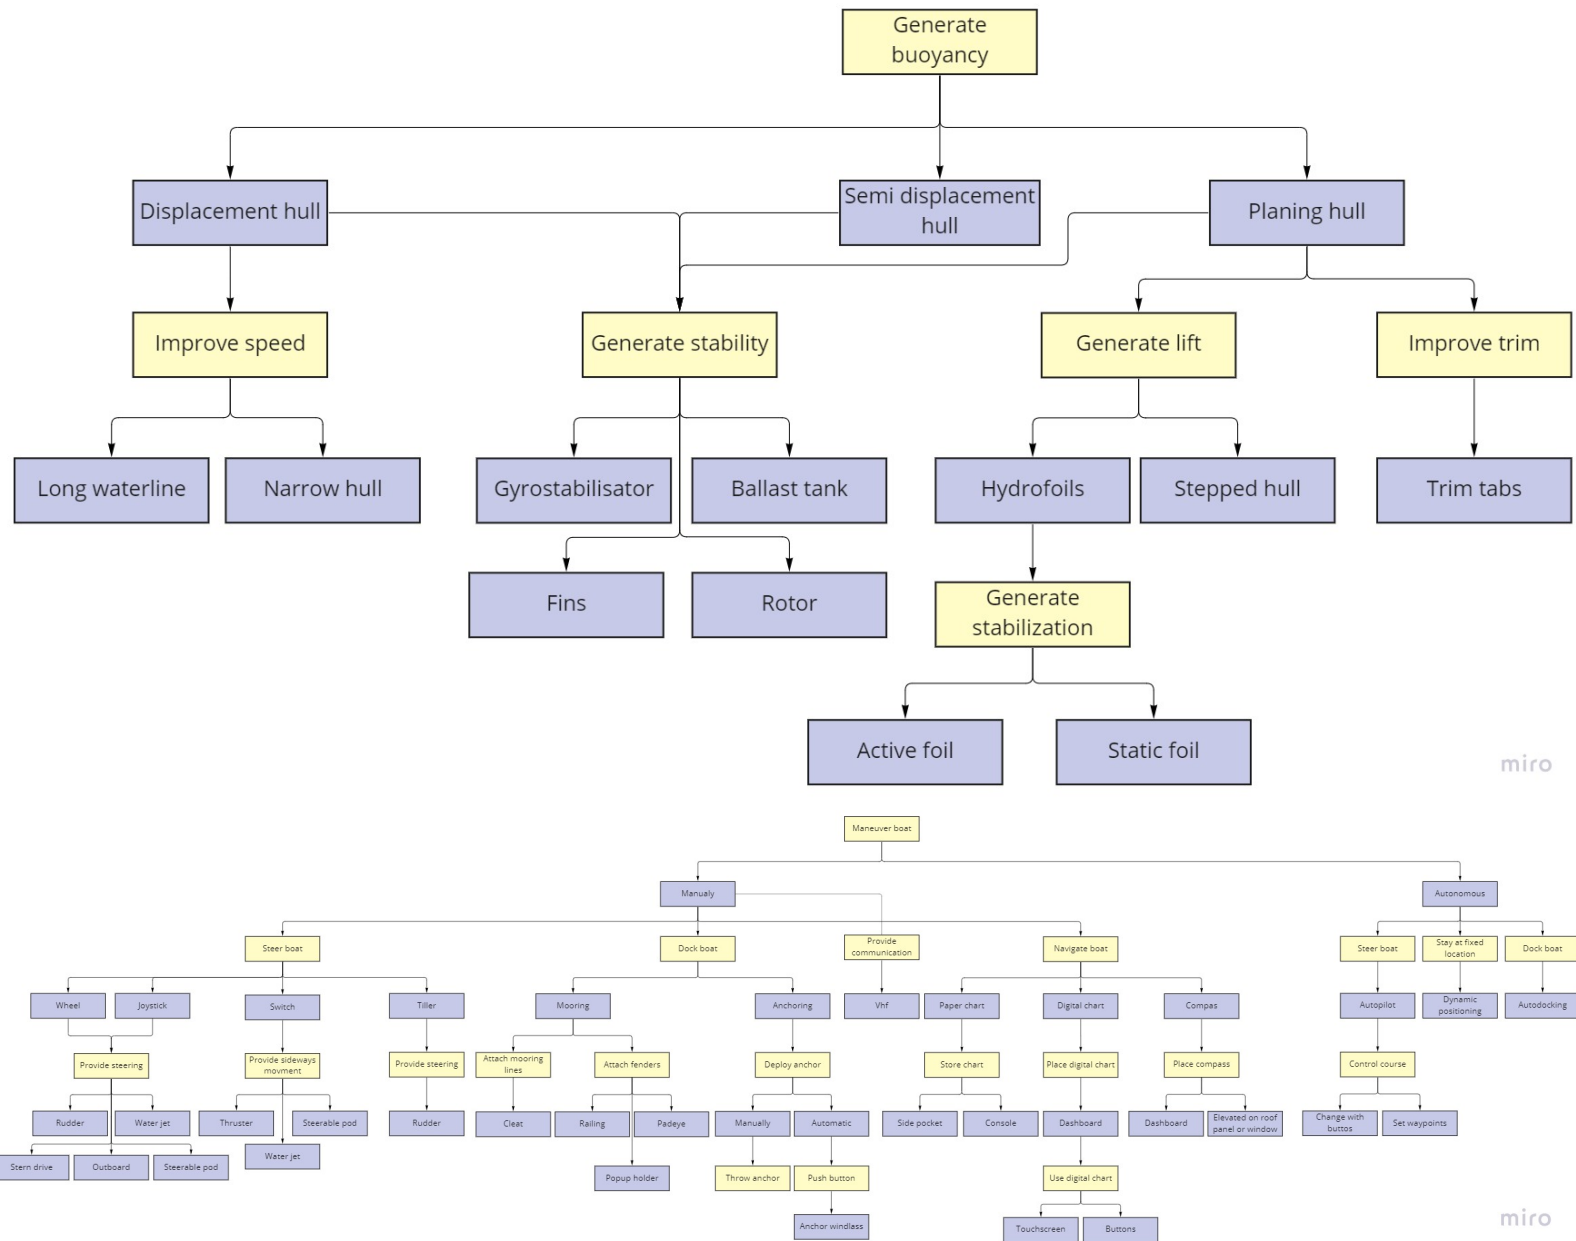 Generate
buoyancy
Displacement hull
Semi displacement
hull
Planing hull
Improve speed
Generate stability
Generate lift
Improve trim
Long waterline
Narrow hull
Gyrostabilisator
Ballast tank
Hydrofoils
Stepped hull
Trim tabs
Fins
Rotor
Generate
stabilization
Active foil
Static foil
miro
Maneuver boat
Manualy
Autonomous
Steer boat
Dock boat
Provide
communication
Navigate boat
Steer boat
Stay at fixed
location
Dock boat
Wheel
Joystick
Switch
Tiller
Mooring
Anchoring
Vhf
Paper chart
Digital chart
Compas
Autopilot
Dynamic
positioning
Autodocking
Provide steering
Provide sideways
movment
Provide steering
Attach mooring
lines
Attach fenders
Deploy anchor
Store chart
Place digital chart
Place compass
Control course
Rudder
Water jet
Thruster
Steerable pod
Rudder
Cleat
Railing
Padeye
Manually
Automatic
Side pocket
Console
Dashboard
Dashboard
Elevated on roof
panel or window
Change with
buttos
Set waypoints
Stern drive
Outboard
Steerable pod
Water jet
Popup holder
Throw anchor
Push button
Use digital chart
Anchor windlass
Touchscreen
Buttons
miro